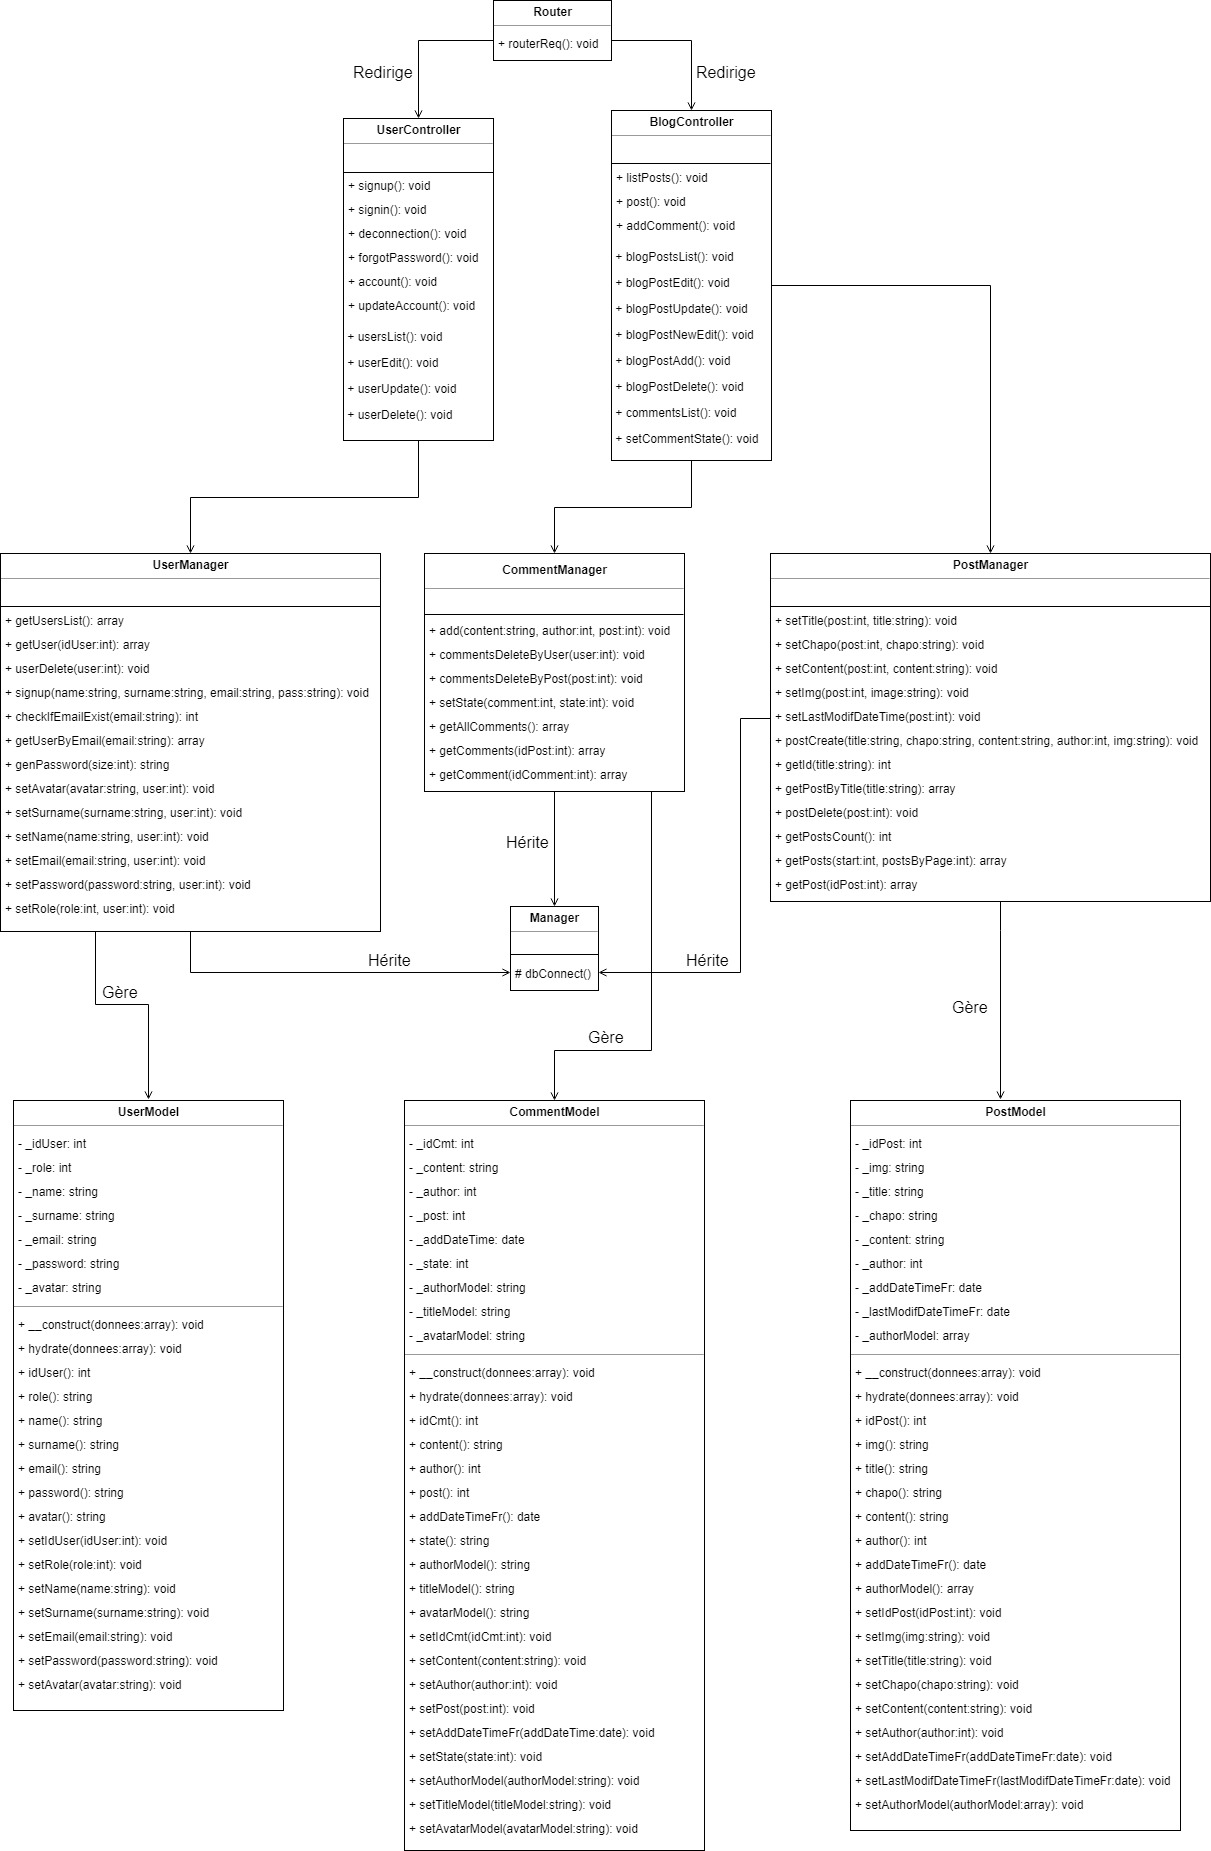 Router
+ routerReq(): void
Redirige
Redirige
UserController
+ signup(): void
+ signin(): void
+ deconnection(): void
+ forgotPassword(): void
+ account(): void
+ updateAccount(): void
+ usersList(): void
+ userEdit(): void
+ userUpdate(): void
+ userDelete(): void
BlogController
+ listPosts(): void
+ post(): void
+ addComment(): void
+ blogPostsList(): void
+ blogPostEdit(): void
+ blogPostUpdate(): void
+ blogPostNewEdit(): void
+ blogPostAdd(): void
+ blogPostDelete(): void
+ commentsList(): void
+ setCommentState(): void
UserManager
+ getUsersList(): array
+ getUser(idUser:int): array
+ userDelete(user:int): void
+ signup(name:string, surname:string, email:string, pass:string): void
+ checkIfEmailExist(email:string): int
+ getUserByEmail(email:string): array
+ genPassword(size:int): string
+ setAvatar(avatar:string, user:int): void
+ setSurname(surname:string, user:int): void
+ setName(name:string, user:int): void
+ setEmail(email:string, user:int): void
+ setPassword(password:string, user:int): void
+ setRole(role:int, user:int): void
CommentManager
+ add(content:string, author:int, post:int): void
+ commentsDeleteByUser(user:int): void
+ commentsDeleteByPost(post:int): void
+ setState(comment:int, state:int): void
+ getAllComments(): array
+ getComments(idPost:int): array
+ getComment(idComment:int): array
PostManager
+ setTitle(post:int, title:string): void
+ setChapo(post:int, chapo:string): void
+ setContent(post:int, content:string): void
+ setImg(post:int, image:string): void
+ setLastModifDateTime(post:int): void
+ postCreate(title:string, chapo:string, content:string, author:int, img:string): void
+ getId(title:string): int
+ getPostByTitle(title:string): array
+ postDelete(post:int): void
+ getPostsCount(): int
+ getPosts(start:int, postsByPage:int): array
+ getPost(idPost:int): array
Hérite
Manager
# dbConnect()
Hérite
Hérite
Gère
Gère
Gère
UserModel
- _idUser: int
- _role: int
- _name: string
- _surname: string
- _email: string
- _password: string
- _avatar: string
+ __construct(donnees:array): void
+ hydrate(donnees:array): void
+ idUser(): int
+ role(): string
+ name(): string
+ surname(): string
+ email(): string
+ password(): string
+ avatar(): string
+ setIdUser(idUser:int): void
+ setRole(role:int): void
+ setName(name:string): void
+ setSurname(surname:string): void
+ setEmail(email:string): void
+ setPassword(password:string): void
+ setAvatar(avatar:string): void
CommentModel
- _idCmt: int
- _content: string
- _author: int
- _post: int
- _addDateTime: date
- _state: int
- _authorModel: string
- _titleModel: string
- _avatarModel: string
+ __construct(donnees:array): void
+ hydrate(donnees:array): void
+ idCmt(): int
+ content(): string
+ author(): int
+ post(): int
+ addDateTimeFr(): date
+ state(): string
+ authorModel(): string
+ titleModel(): string
+ avatarModel(): string
+ setIdCmt(idCmt:int): void
+ setContent(content:string): void
+ setAuthor(author:int): void
+ setPost(post:int): void
+ setAddDateTimeFr(addDateTime:date): void
+ setState(state:int): void
+ setAuthorModel(authorModel:string): void
+ setTitleModel(titleModel:string): void
+ setAvatarModel(avatarModel:string): void
PostModel
- _idPost: int
- _img: string
- _title: string
- _chapo: string
- _content: string
- _author: int
- _addDateTimeFr: date
- _lastModifDateTimeFr: date
- _authorModel: array
+ __construct(donnees:array): void
+ hydrate(donnees:array): void
+ idPost(): int
+ img(): string
+ title(): string
+ chapo(): string
+ content(): string
+ author(): int
+ addDateTimeFr(): date
+ authorModel(): array
+ setIdPost(idPost:int): void
+ setImg(img:string): void
+ setTitle(title:string): void
+ setChapo(chapo:string): void
+ setContent(content:string): void
+ setAuthor(author:int): void
+ setAddDateTimeFr(addDateTimeFr:date): void
+ setLastModifDateTimeFr(lastModifDateTimeFr:date): void
+ setAuthorModel(authorModel:array): void